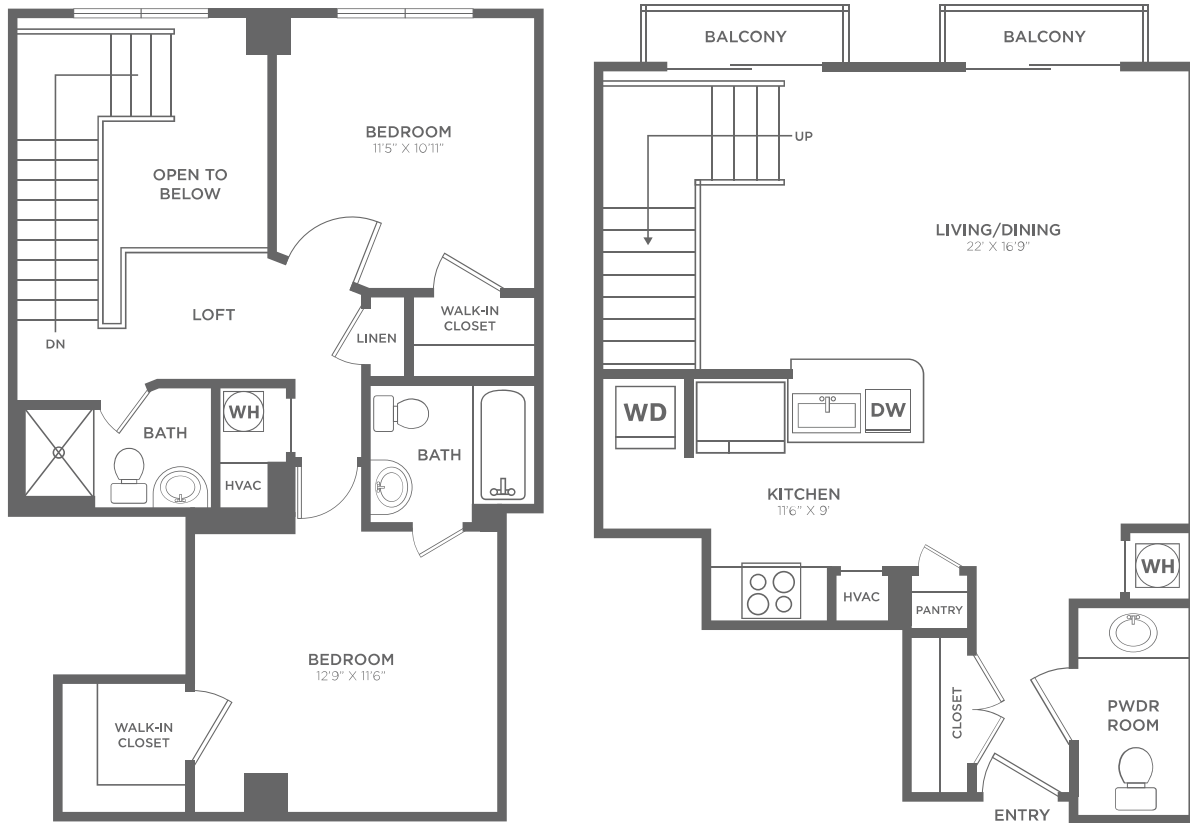 BEDROOM
11'5" X 10'11"
OPEN TO
BELOW
LOFT
DN
LINEN
WALK-IN
CLOSET
BATH
WH
HVAC
BATH
BEDROOM
12'9" X 11'6"
WALK-IN
CLOSET
BALCONY
BALCONY
UP
LIVING/DINING
22' X 16'9"
WD
DW
KITCHEN
11'6" X 9'
WH
HVAC
PANTRY
CLOSET
PWDR
ROOM
ENTRY